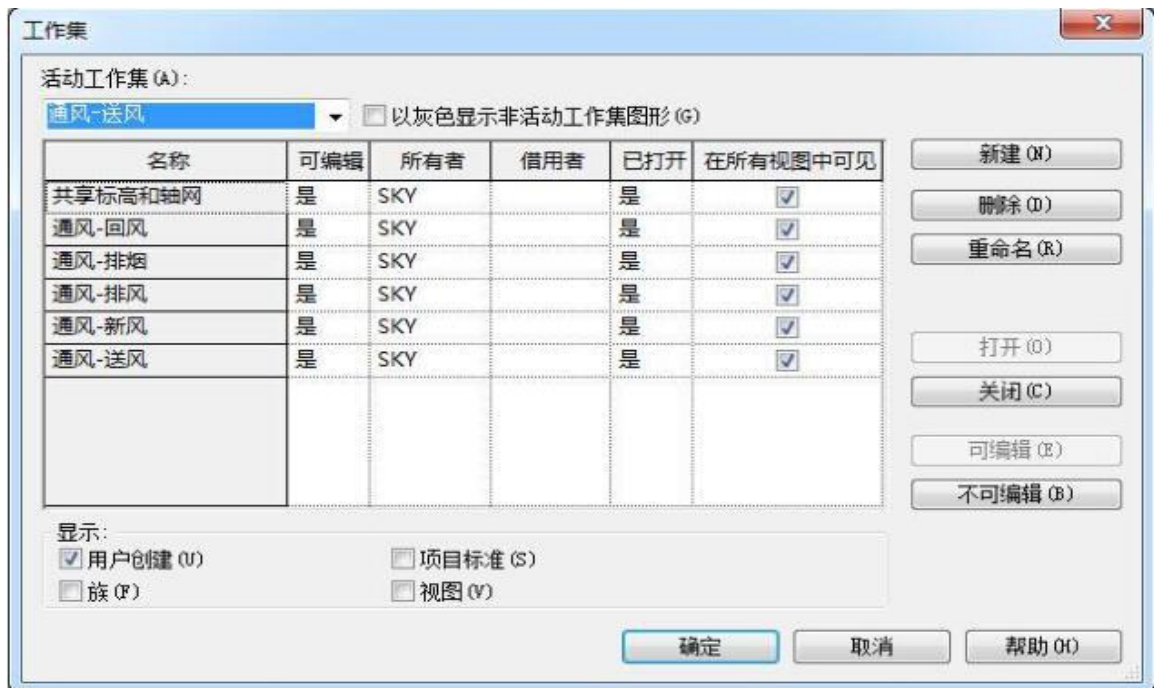 工作集
活动工作集(A):
通风-送风 以灰色显示非活动工作集图形(G)
名称 可编辑 所有者 借用者 已打开 在所有视图中可见 新建(N)
共享标高和轴网 是 SKY 是 删除(D)
通风-回风 是 SKY 是 重命名(R)
通风-排烟 是 SKY 是
通风-排风 是 SKY 是
通风-新风 是 SKY 是 打开(O)
通风-送风 是 SKY 是 关闭(C)
可编辑(E)
不可编辑(B)
显示:
用户创建(U) 项目标准(S)
族(F) 视图(V)
确定 取消 帮助(H)